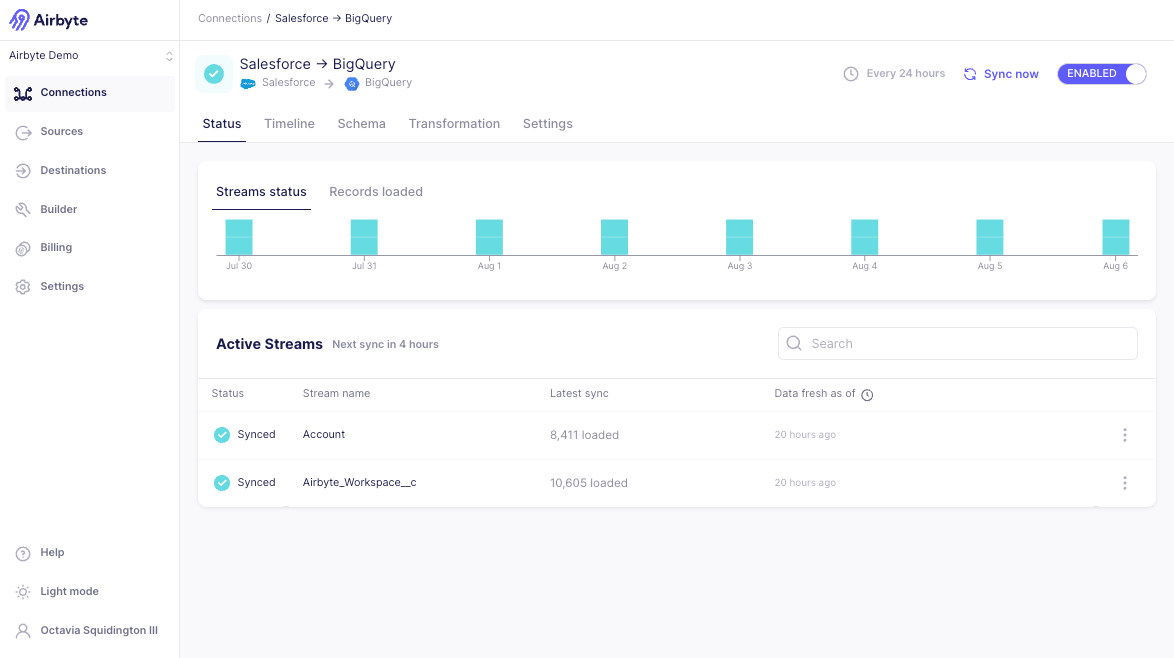 Airbyte
Connections / Salesforce → BigQuery
Airbyte Demo
Connections
Sources
Destinations
Builder
Billing
Settings
Help
Light mode
Octavia Squidington III
Salesforce → BigQuery
Salesforce → BigQuery
Every 24 hours
Sync now
ENABLED
Status Timeline Schema Transformation Settings
Streams status Records loaded
Jul 30 Jul 31 Aug 1 Aug 2 Aug 3 Aug 4 Aug 5 Aug 6
Active Streams Next sync in 4 hours
Search
Status Stream name Latest sync Data fresh as of
Synced Account 8,411 loaded 20 hours ago
Synced Airbyte_Workspace__c 10,605 loaded 20 hours ago